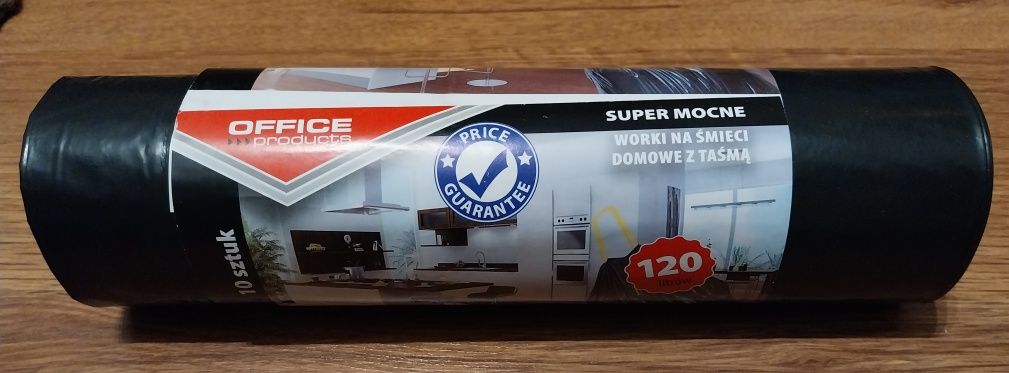 OFFICE
products
PRICE
GUARANTEE
SUPER MOCNE
WORKI NA ŚMIECI
DOMOWE Z TAŚMĄ
10 sztuk
120
litrów